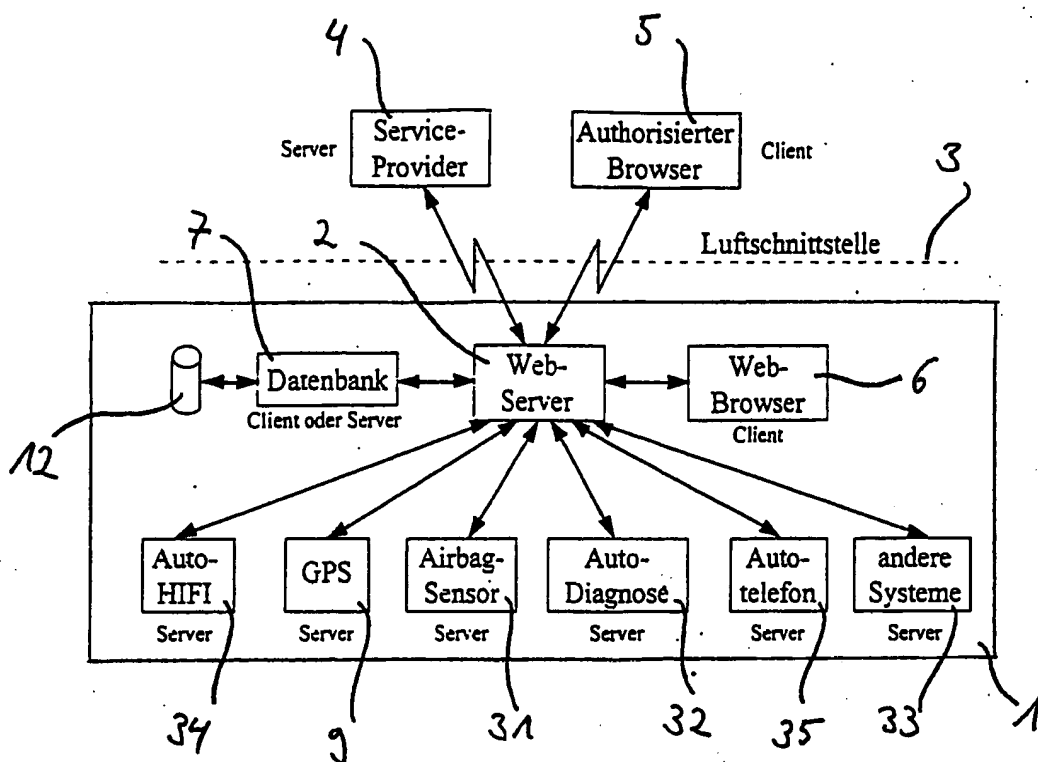 4
5
Server
Service-
Provider
Authorisierter
Browser
Client
3
7
2
Luftschnittstelle
Datenbank
Client oder Server
Web-
Server
Web-
Browser
Client
6
12
Auto-
HIFI
Server
GPS
Server
Airbag-
Sensor
Server
Auto-
Diagnose
Server
Auto-
telefon
Server
andere
Systeme
Server
34
9
31
32
35
33
1